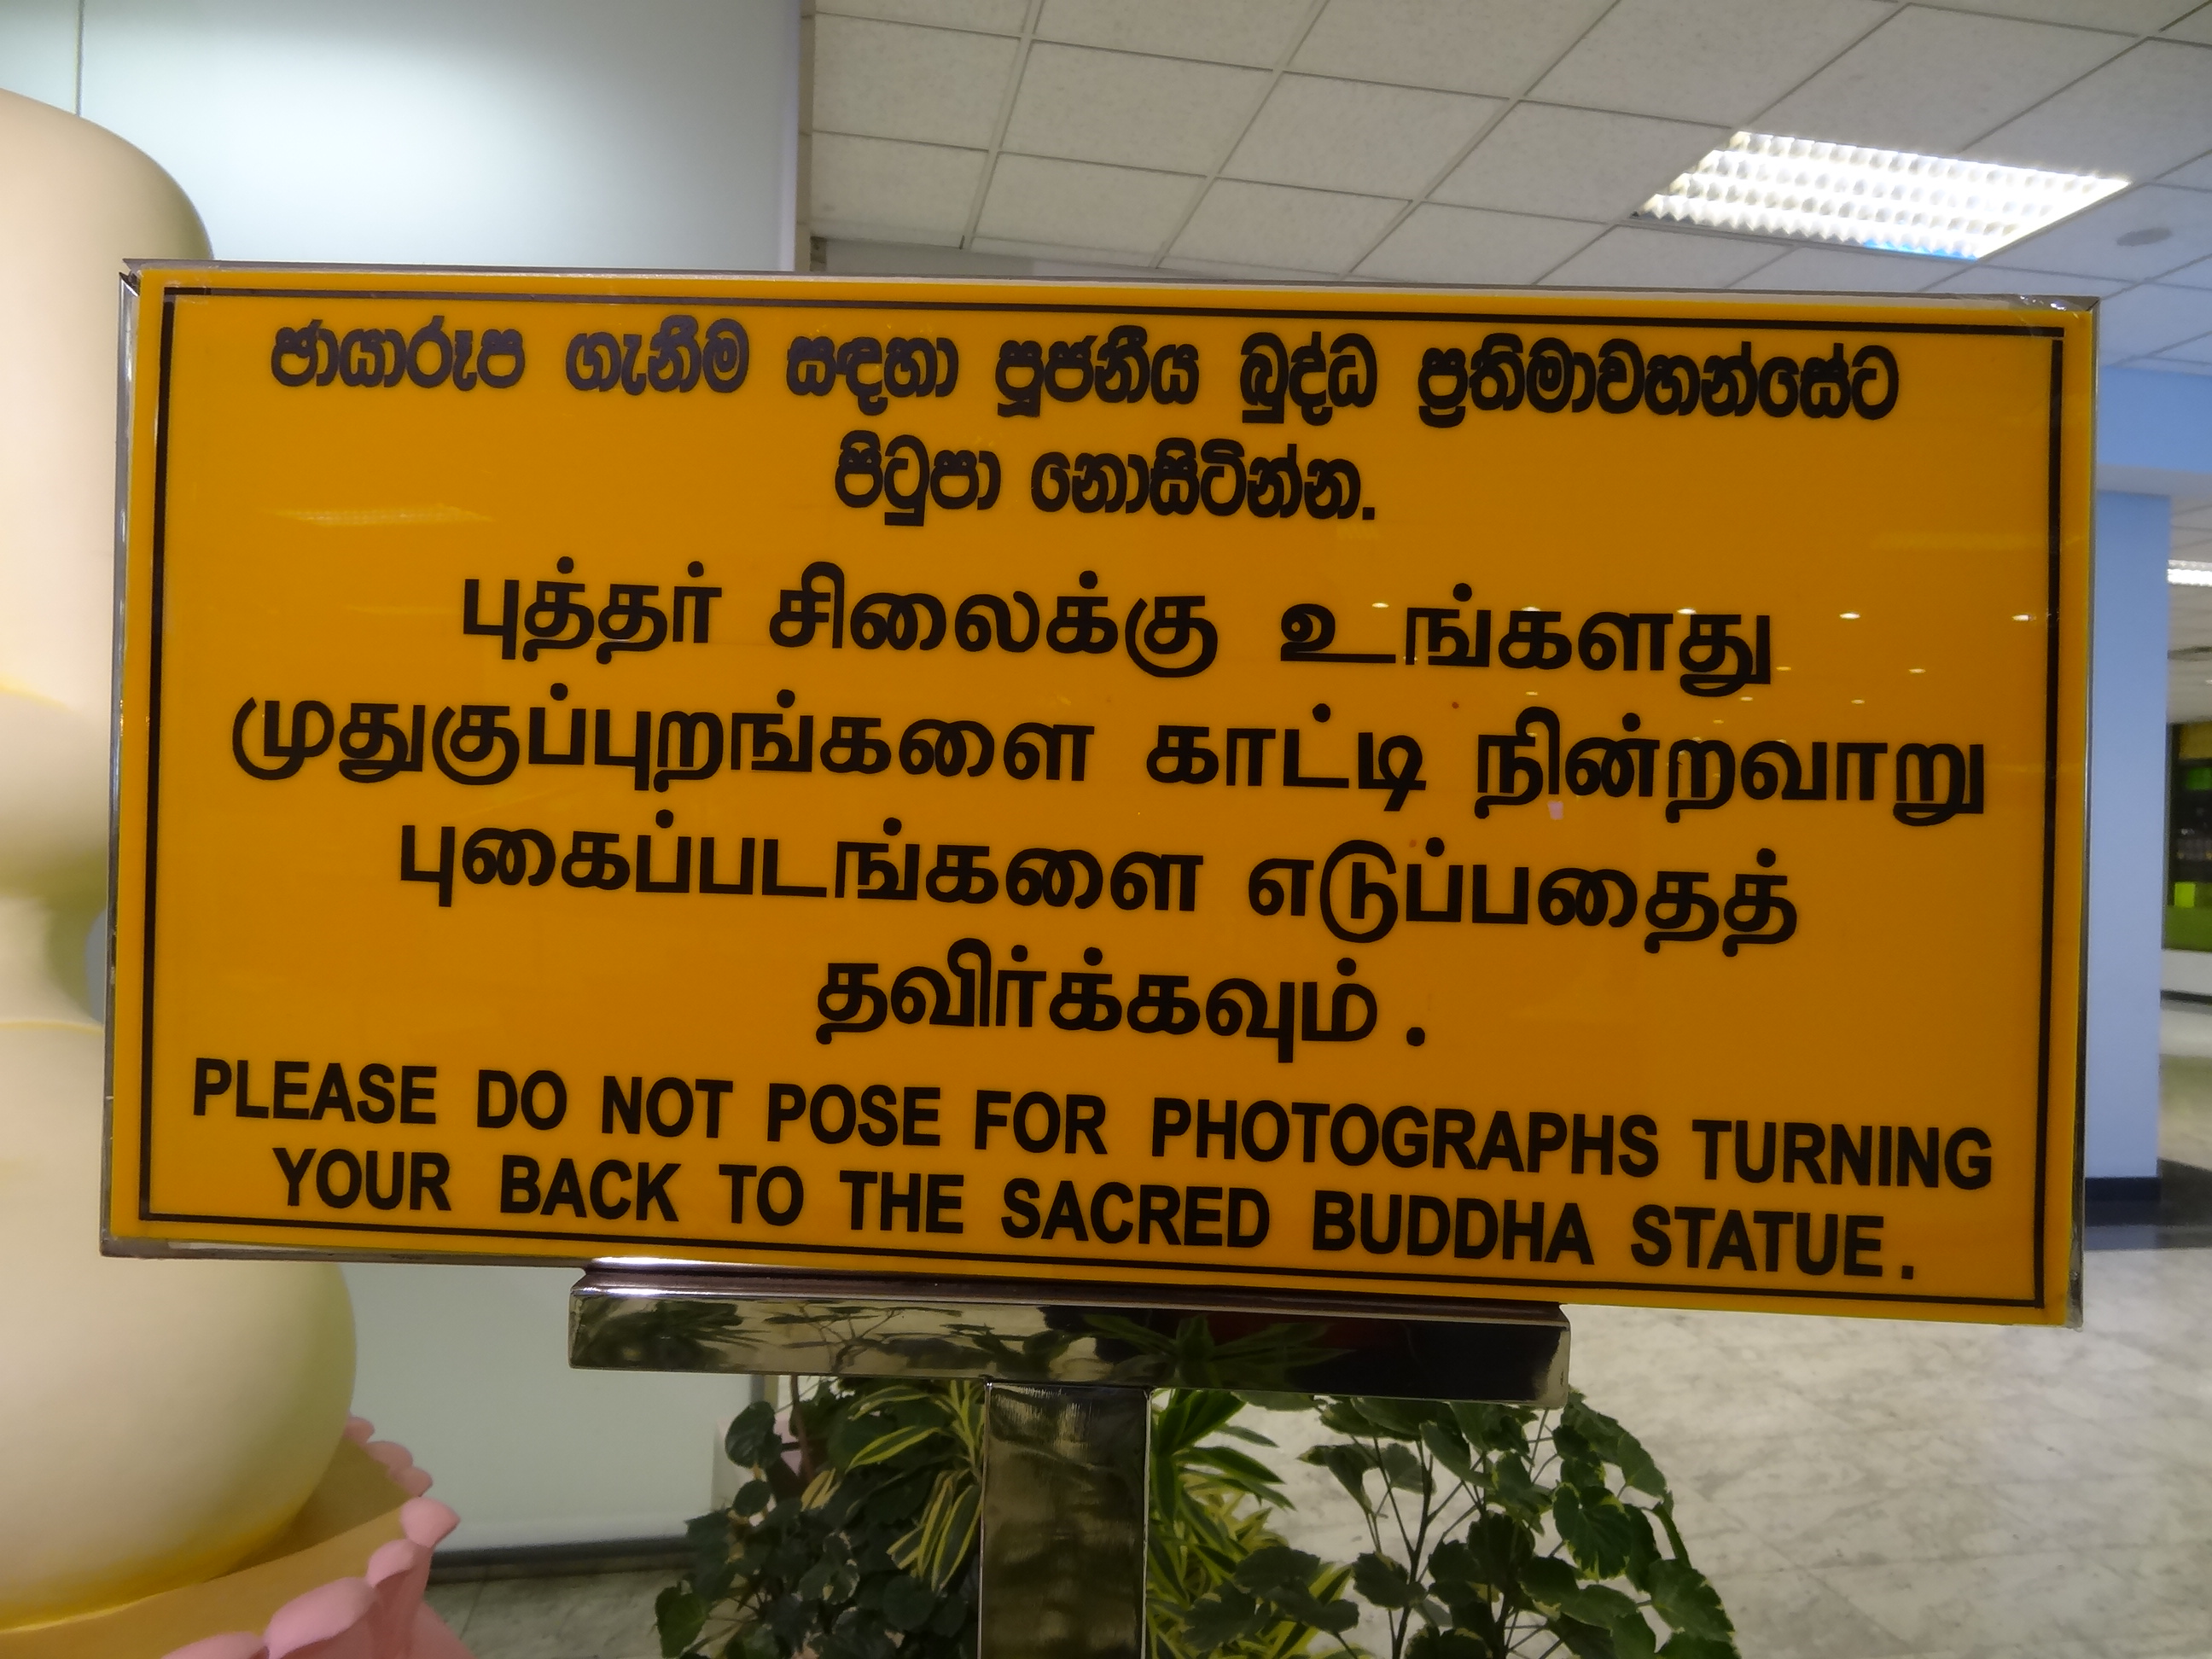 ඡායාරූප ගැනීම සඳහා පූජනීය බුද්ධ ප්‍රතිමාවහන්සේට
පිටුපා නොසිටින්න.
புத்தர் சிலைக்கு உங்களது
முதுகுப்புறங்களை காட்டி நின்றவாறு
புகைப்படங்களை எடுப்பதைத்
தவிர்க்கவும் .
PLEASE DO NOT POSE FOR PHOTOGRAPHS TURNING
YOUR BACK TO THE SACRED BUDDHA STATUE .